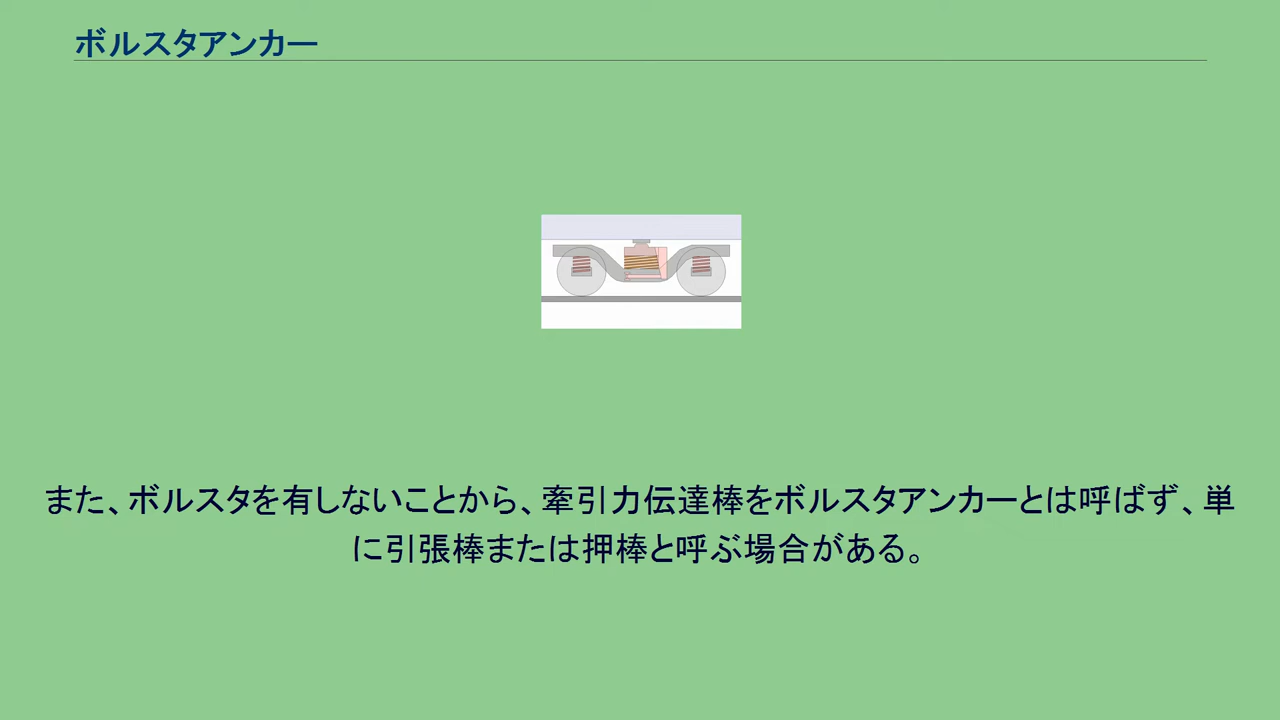 ボルスタアンカー
また、ボルスタを有しないことから、牽引力伝達棒をボルスタアンカーとは呼ばず、単
に引張棒または押棒と呼ぶ場合がある。